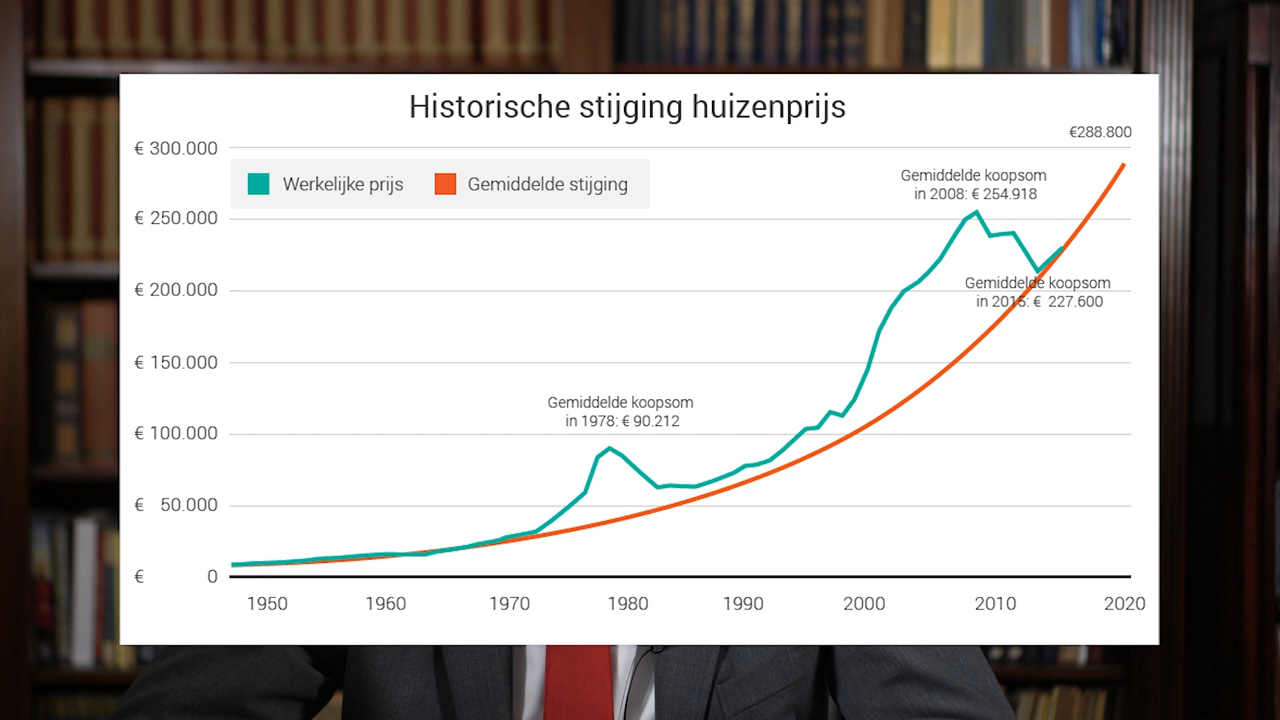 Historische stijging huizenprijs
€288.800
€ 300.000
Werkelijke prijs
Gemiddelde stijging
Gemiddelde koopsom
in 2008: € 254.918
€ 250.000
Gemiddelde koopsom
in 2015: € 227.600
€ 200.000
€ 150.000
Gemiddelde koopsom
in 1978: € 90.212
€ 100.000
€ 50.000
€ 0
1950 1960 1970 1980 1990 2000 2010 2020